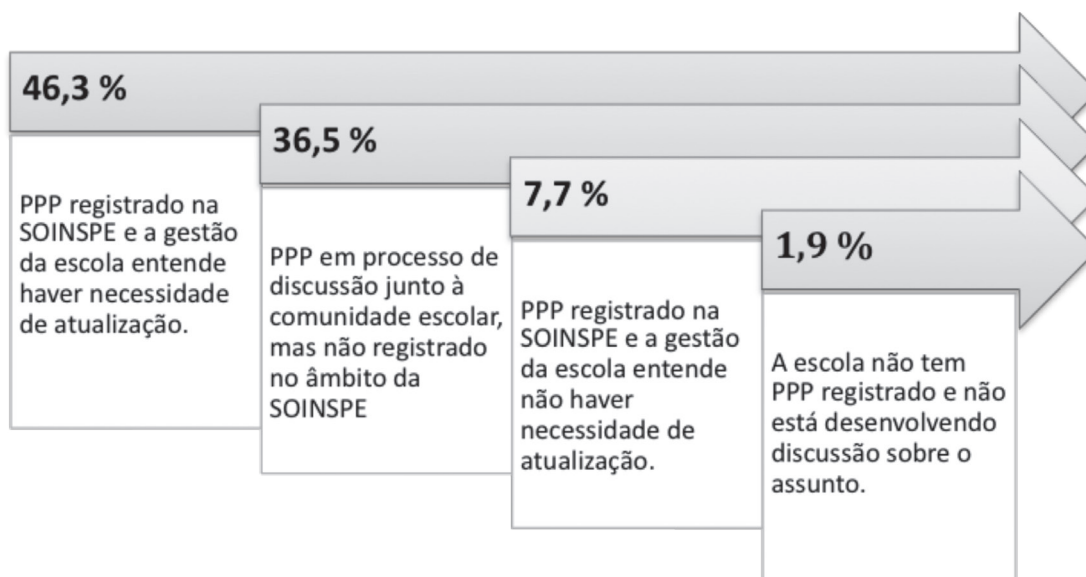 46,3 %
PPP registrado na
SOINSPE e a gestão
da escola entende
haver necessidade
de atualização.
36,5 %
PPP em processo de
discussão junto à
comunidade escolar,
mas não registrado
no âmbito da
SOINSPE
7,7 %
PPP registrado na
SOINSPE e a gestão
da escola entende
não haver
necessidade de
atualização.
1,9 %
A escola não tem
PPP registrado e não
está desenvolvendo
discussão sobre o
assunto.